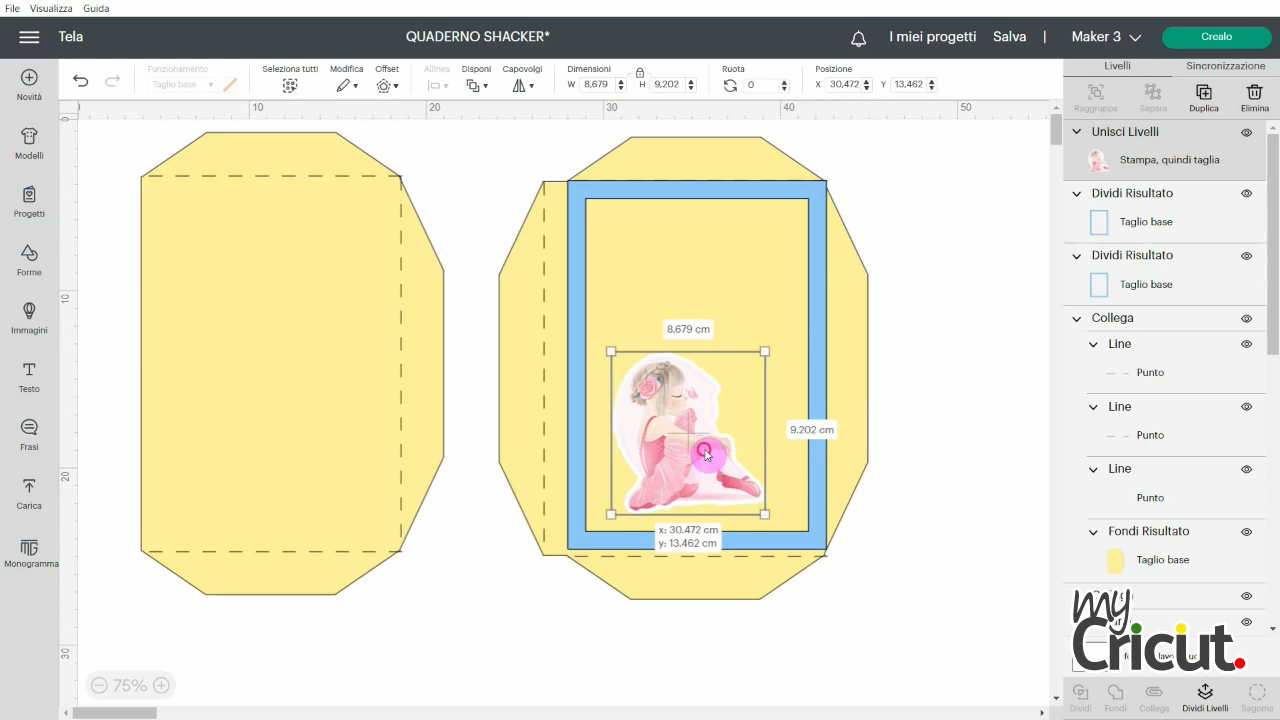 File Visualizza Guida
Tela
QUADERNO SHACKER*
I miei progetti Salva | Maker 3 Crealo
Funzionamento
Taglio base
Seleziona tutti
Modifica
Offset
Allinea
Disponi
Capovolgi
Dimensioni
W 8,679 H 9,202
Ruota
0
Posizione
X 30,472 Y 13,462
Livelli Sincronizzazione
Raggruppa Separa Duplica Elimina
Novità
Modelli
Progetti
Forme
Immagini
Testo
Frasi
Carica
Monogramma
10 20 30 40 50
0
10
20
30
8.679 cm
9.202 cm
x: 30.472 cm
y: 13.462 cm
75%
Unisci Livelli
Stampa, quindi taglia
Dividi Risultato
Taglio base
Dividi Risultato
Taglio base
Collega
Line
Punto
Line
Punto
Line
Punto
Fondi Risultato
Taglio base
my
Cricut.
Dividi Fondi Collega Dividi Livelli Sagoma